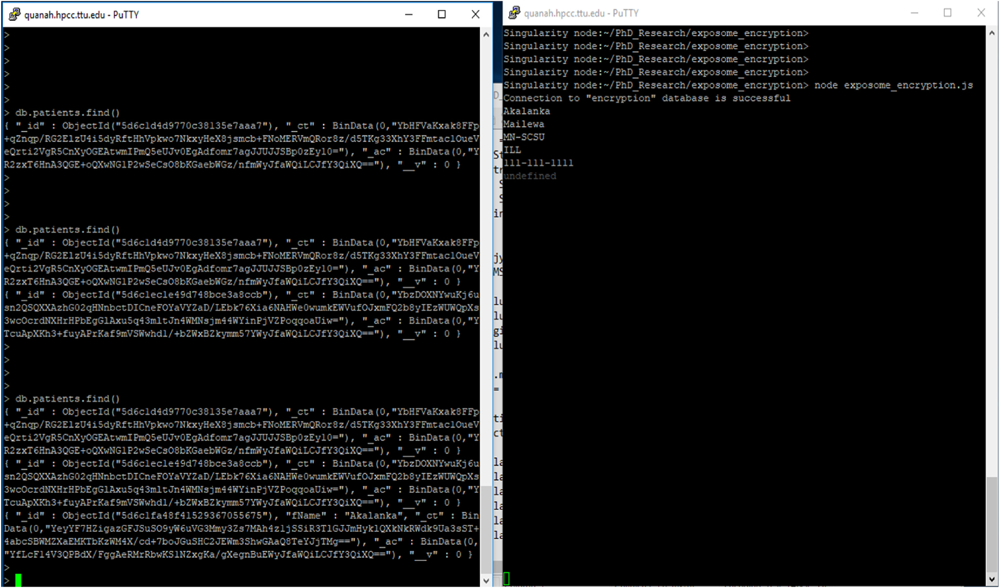 quanah.hpcc.ttu.edu - PuTTY
>
>
>
>
>
>
> db.patients.find()
{ "_id" : ObjectId("5d6c1d4d9770c38135e7aaa7"), "_ct" : BinData(0,"YbHFVaKxak8FFp
+qZnqp/RG2ElzU4i5dyRftHhVpkwo7NkxyHeX8jsmcb+FNoMERVmQRor8z/d5TKg33XhY3FFmtaclOueV
eQrti2VgR5CnXyOGEAtwmIPmQ5eUJv0EgAdfomr7agJJUJJSBp0zEyl0="), "_ac" : BinData(0,"Y
R2zxT6HnA3QGE+oQXwNGlP2wSeCsO8bKGaebWGz/nfmWyJfaWQiLCJfY3QiXQ=="), "__v" : 0 }
>
>
>
>
> db.patients.find()
{ "_id" : ObjectId("5d6c1d4d9770c38135e7aaa7"), "_ct" : BinData(0,"YbHFVaKxak8FFp
+qZnqp/RG2ElzU4i5dyRftHhVpkwo7NkxyHeX8jsmcb+FNoMERVmQRor8z/d5TKg33XhY3FFmtaclOueV
eQrti2VgR5CnXyOGEAtwmIPmQ5eUJv0EgAdfomr7agJJUJJSBp0zEyl0="), "_ac" : BinData(0,"Y
R2zxT6HnA3QGE+oQXwNGlP2wSeCsO8bKGaebWGz/nfmWyJfaWQiLCJfY3QiXQ=="), "__v" : 0 }
{ "_id" : ObjectId("5d6c1ec1e49d748bce3a8ccb"), "_ct" : BinData(0,"YbzDOXNYwuKj6u
sn2QSQXXAzhG02qHNnbctDICneFOYaVYZaD/LEbk76Xia6NAHWe0wumkEWVufOJxmFQ2b8yIEzWUWQpXs
3wcOcrdNXHrHPbEgGlAxu5q43mltJn4WMNsjm44WYinPjVZPoqqoaUiw="), "_ac" : BinData(0,"Y
TcuApXKh3+fuyAPrKaf9mVSWwhdl/+bZWxBZkymm57YWyJfaWQiLCJfY3QiXQ=="), "__v" : 0 }
>
>
>
>
> db.patients.find()
{ "_id" : ObjectId("5d6c1d4d9770c38135e7aaa7"), "_ct" : BinData(0,"YbHFVaKxak8FFp
+qZnqp/RG2ElzU4i5dyRftHhVpkwo7NkxyHeX8jsmcb+FNoMERVmQRor8z/d5TKg33XhY3FFmtaclOueV
eQrti2VgR5CnXyOGEAtwmIPmQ5eUJv0EgAdfomr7agJJUJJSBp0zEyl0="), "_ac" : BinData(0,"Y
R2zxT6HnA3QGE+oQXwNGlP2wSeCsO8bKGaebWGz/nfmWyJfaWQiLCJfY3QiXQ=="), "__v" : 0 }
{ "_id" : ObjectId("5d6c1ec1e49d748bce3a8ccb"), "_ct" : BinData(0,"YbzDOXNYwuKj6u
sn2QSQXXAzhG02qHNnbctDICneFOYaVYZaD/LEbk76Xia6NAHWe0wumkEWVufOJxmFQ2b8yIEzWUWQpXs
3wcOcrdNXHrHPbEgGlAxu5q43mltJn4WMNsjm44WYinPjVZPoqqoaUiw="), "_ac" : BinData(0,"Y
TcuApXKh3+fuyAPrKaf9mVSWwhdl/+bZWxBZkymm57YWyJfaWQiLCJfY3QiXQ=="), "__v" : 0 }
{ "_id" : ObjectId("5d6c1fa48f41529367055675"), "fName" : "Akalanka", "_ct" : Bin
Data(0,"YeyYF7HZigazGFJSuSO9yW6uVG3Mmy3Zs7MAh4zljSSiR3TlGJJmHyklQXkNkRWdk9Ua3sST+
4abcSBWMZXaEMKTbKzWM4X/cd+7boJGuSHC2JEWm3ShwGAaQ8TeYJjTMg=="), "_ac" : BinData(0,
"YfLcFl4V3QPBdX/FggAeRMrRbwKSlNZxgKa/gXegnBuEWyJfaWQiLCJfY3QiXQ=="), "__v" : 0 }
>
>
quanah.hpcc.ttu.edu - PuTTY
Singularity node:~/PhD_Research/exposome_encryption>
Singularity node:~/PhD_Research/exposome_encryption>
Singularity node:~/PhD_Research/exposome_encryption>
Singularity node:~/PhD_Research/exposome_encryption>
Singularity node:~/PhD_Research/exposome_encryption> node exposome_encryption.js
Connection to "encryption" database is successful
Akalanka
Mailewa
MN-SCSU
ILL
111-111-1111
undefined